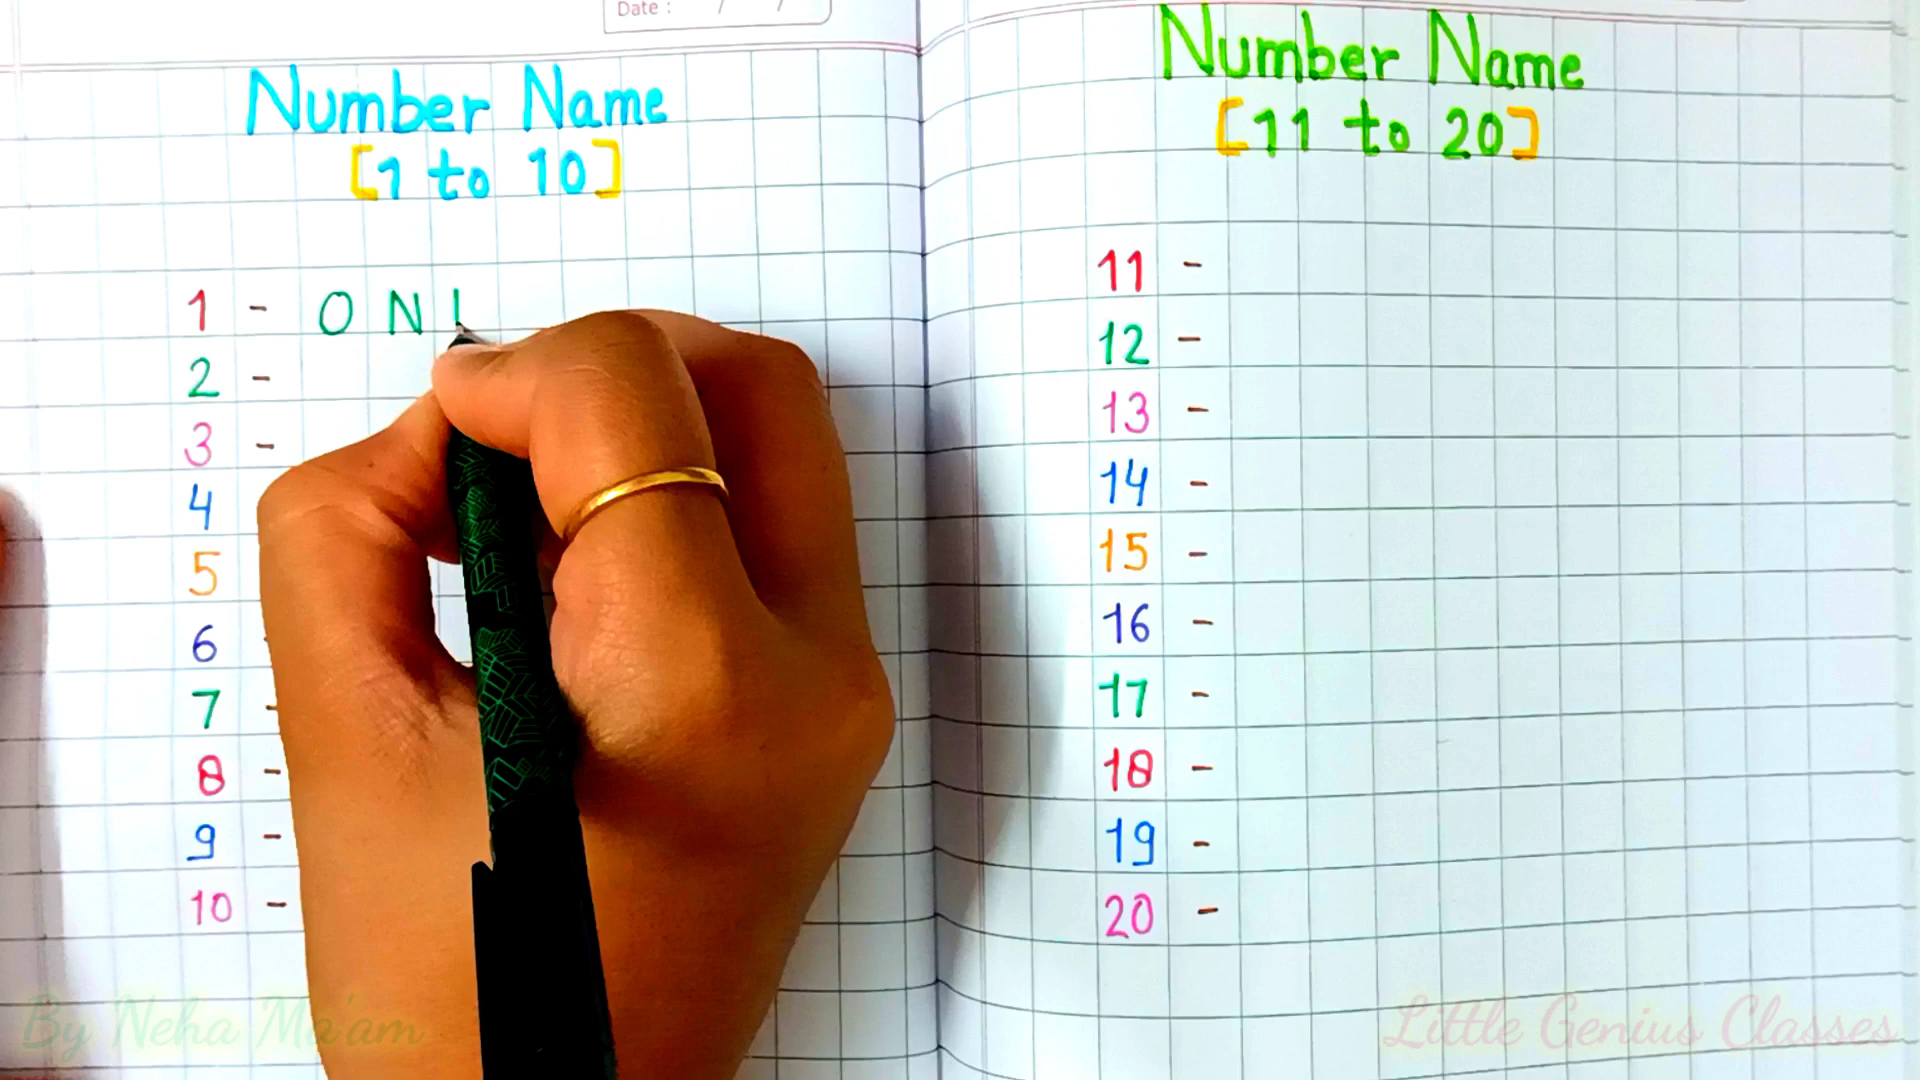 Date : / /
Number Name
[1 to 10]
1 - O N
2 -
3 -
4
5
6
7 -
8 -
9 -
10 -
Number Name
[11 to 20]
11 -
12 -
13 -
14 -
15 -
16 -
17 -
18 -
19 -
20 -
By Neha Ma'am
Little Genius Classes